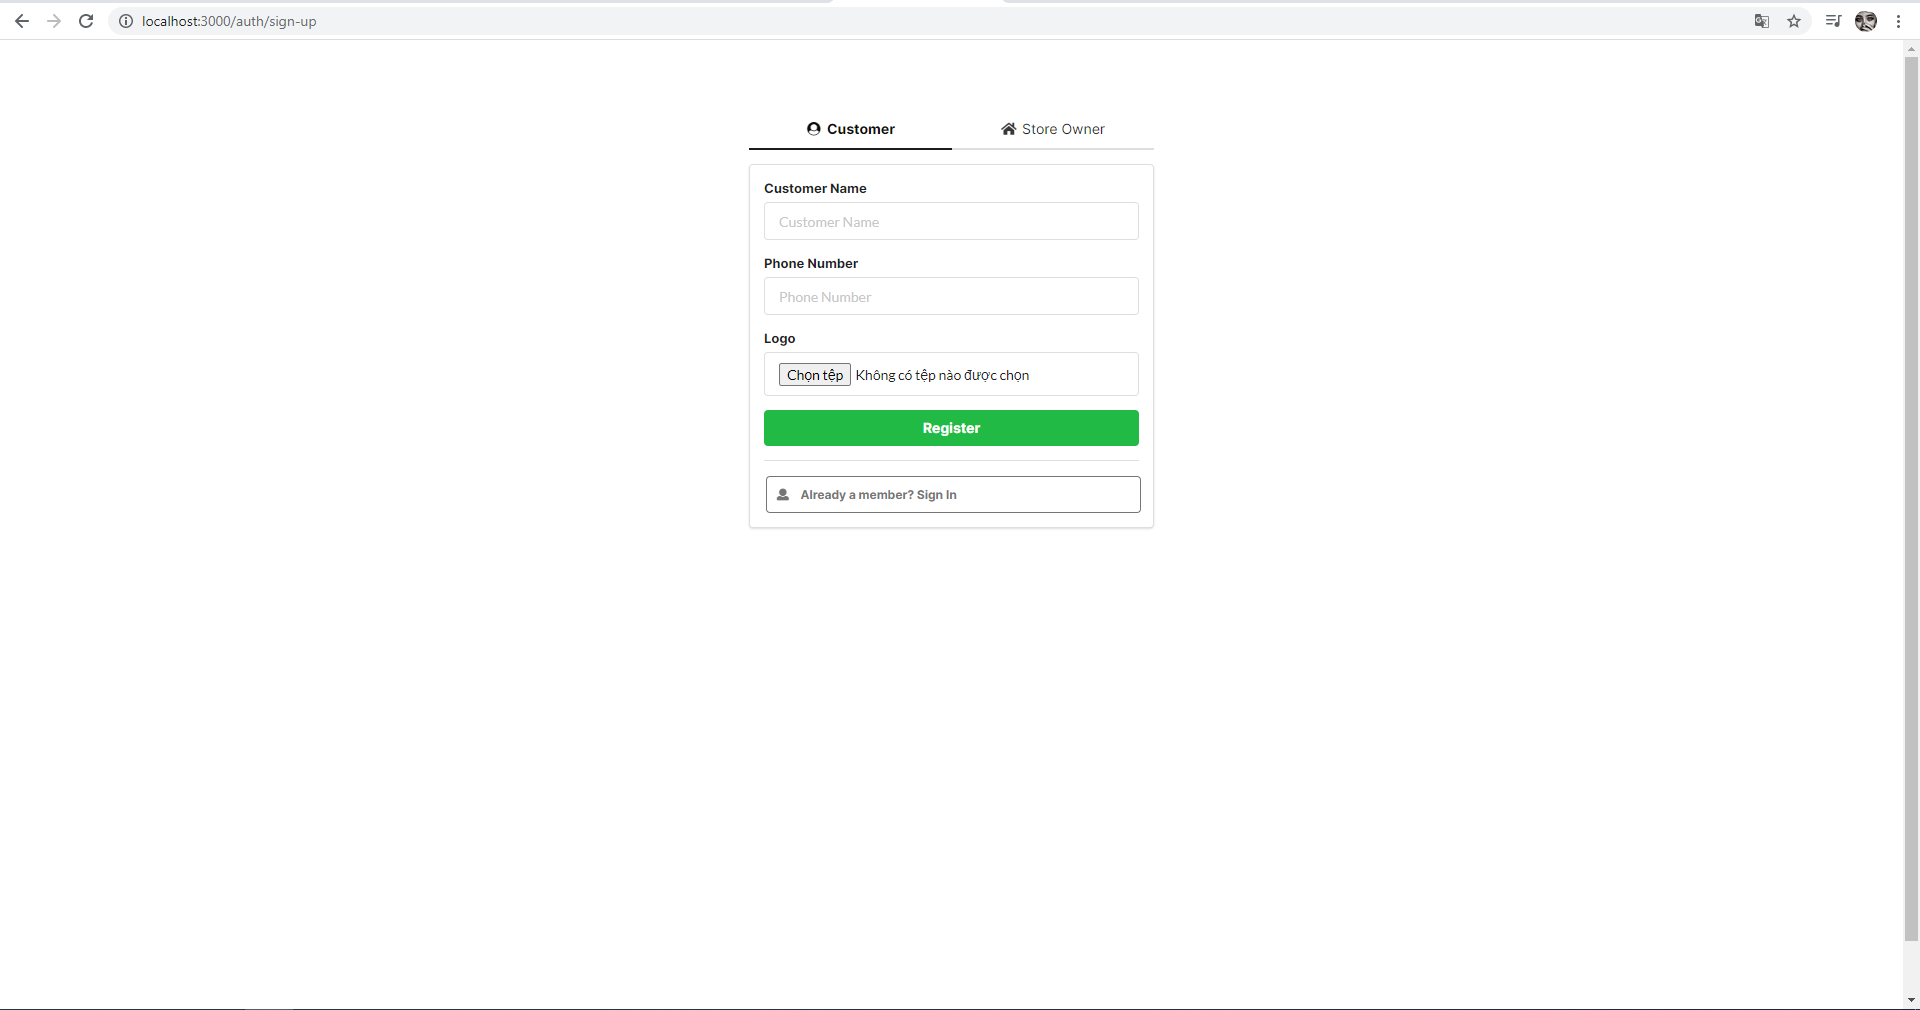 localhost:3000/auth/sign-up
Customer
Store Owner
Customer Name
Customer Name
Phone Number
Phone Number
Logo
Chọn tệp Không có tệp nào được chọn
Register
Already a member? Sign In